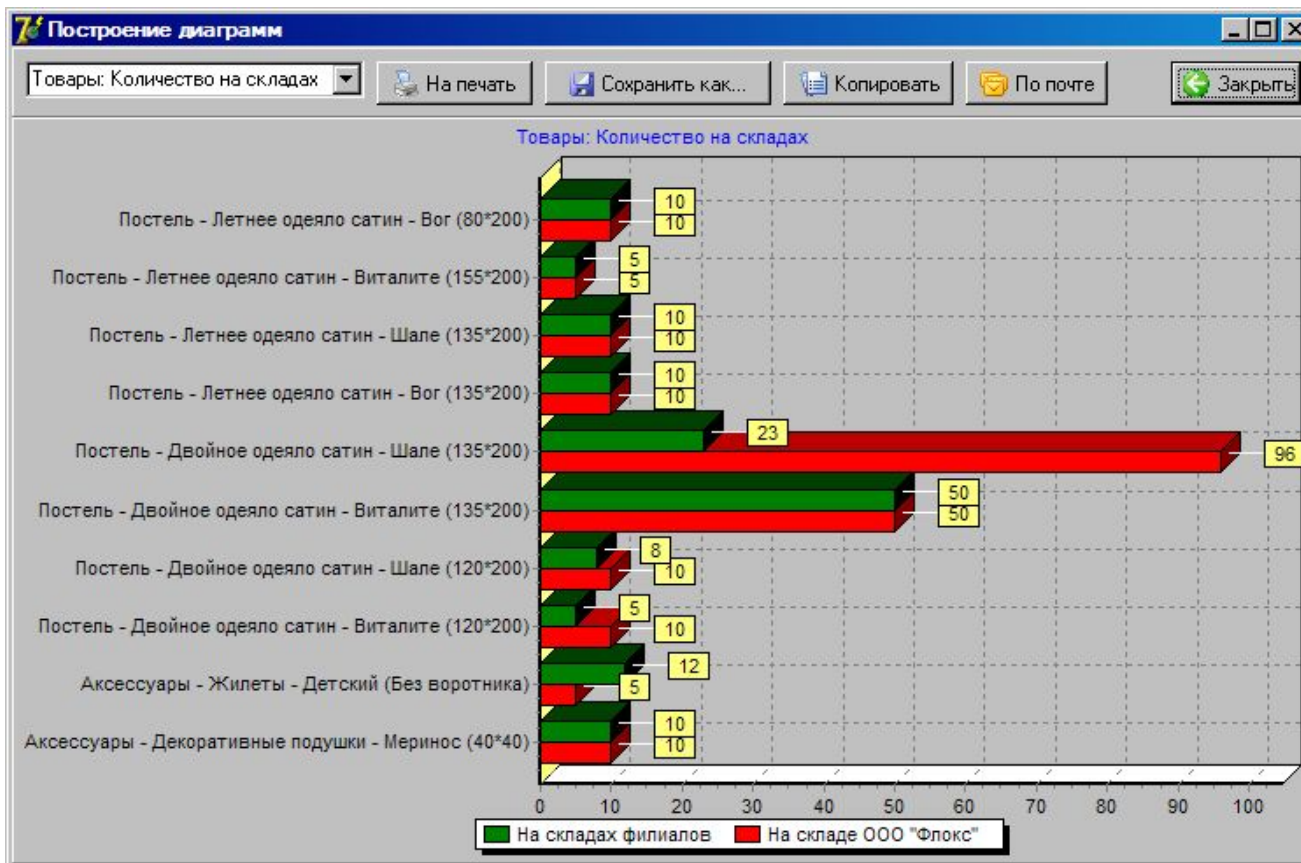 Построение диаграмм
Товары: Количество на складах
На печать
Сохранить как...
Копировать
По почте
Закрыть
Товары: Количество на складах
Постель - Летнее одеяло сатин - Вог (80*200)
10
10
Постель - Летнее одеяло сатин - Виталите (155*200)
5
5
Постель - Летнее одеяло сатин - Шале (135*200)
10
10
Постель - Летнее одеяло сатин - Вог (135*200)
10
10
Постель - Двойное одеяло сатин - Шале (135*200)
23
96
Постель - Двойное одеяло сатин - Виталите (135*200)
50
50
Постель - Двойное одеяло сатин - Шале (120*200)
8
10
Постель - Двойное одеяло сатин - Виталите (120*200)
5
10
Аксессуары - Жилеты - Детский (Без воротника)
12
5
Аксессуары - Декоративные подушки - Меринос (40*40)
10
10
0 10 20 30 40 50 60 70 80 90 100
На складах филиалов На складе ООО "Флокс"